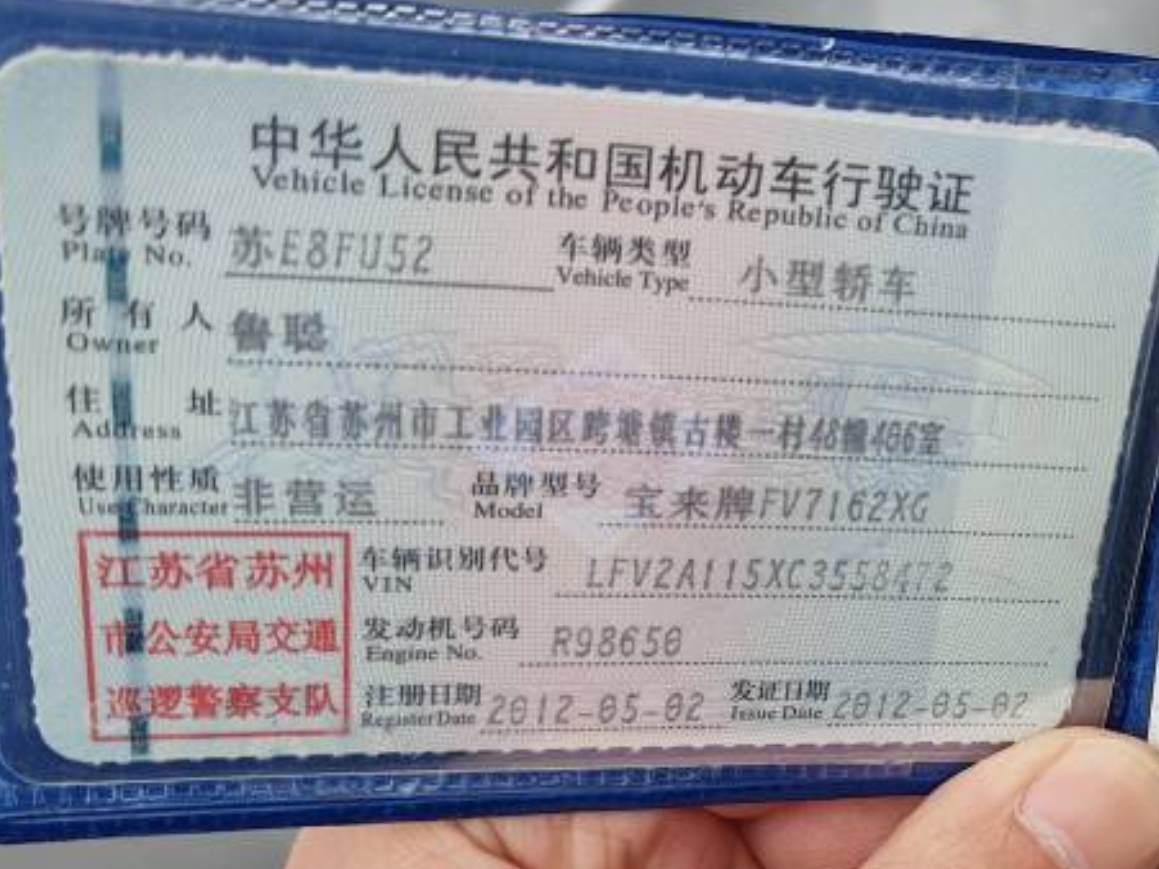 中华人民共和国机动车行驶证
Vehicle License of the People's Republic of China
号牌号码 苏E8FU52 车辆类型 小型轿车
Plate No. Vehicle Type
所有人 鲁聪
Owner
住址 江苏省苏州市工业园区跨塘镇古楼一村48幢406室
Address
使用性质 非营运 品牌型号 宝来牌FV7162XG
Use Character Model
车辆识别代号 LFV2A115XC3558472
VIN
发动机号码 R98650
Engine No.
注册日期 2012-05-02 发证日期 2012-05-02
Register Date Issue Date
江苏省苏州
市公安局交通
巡逻警察支队